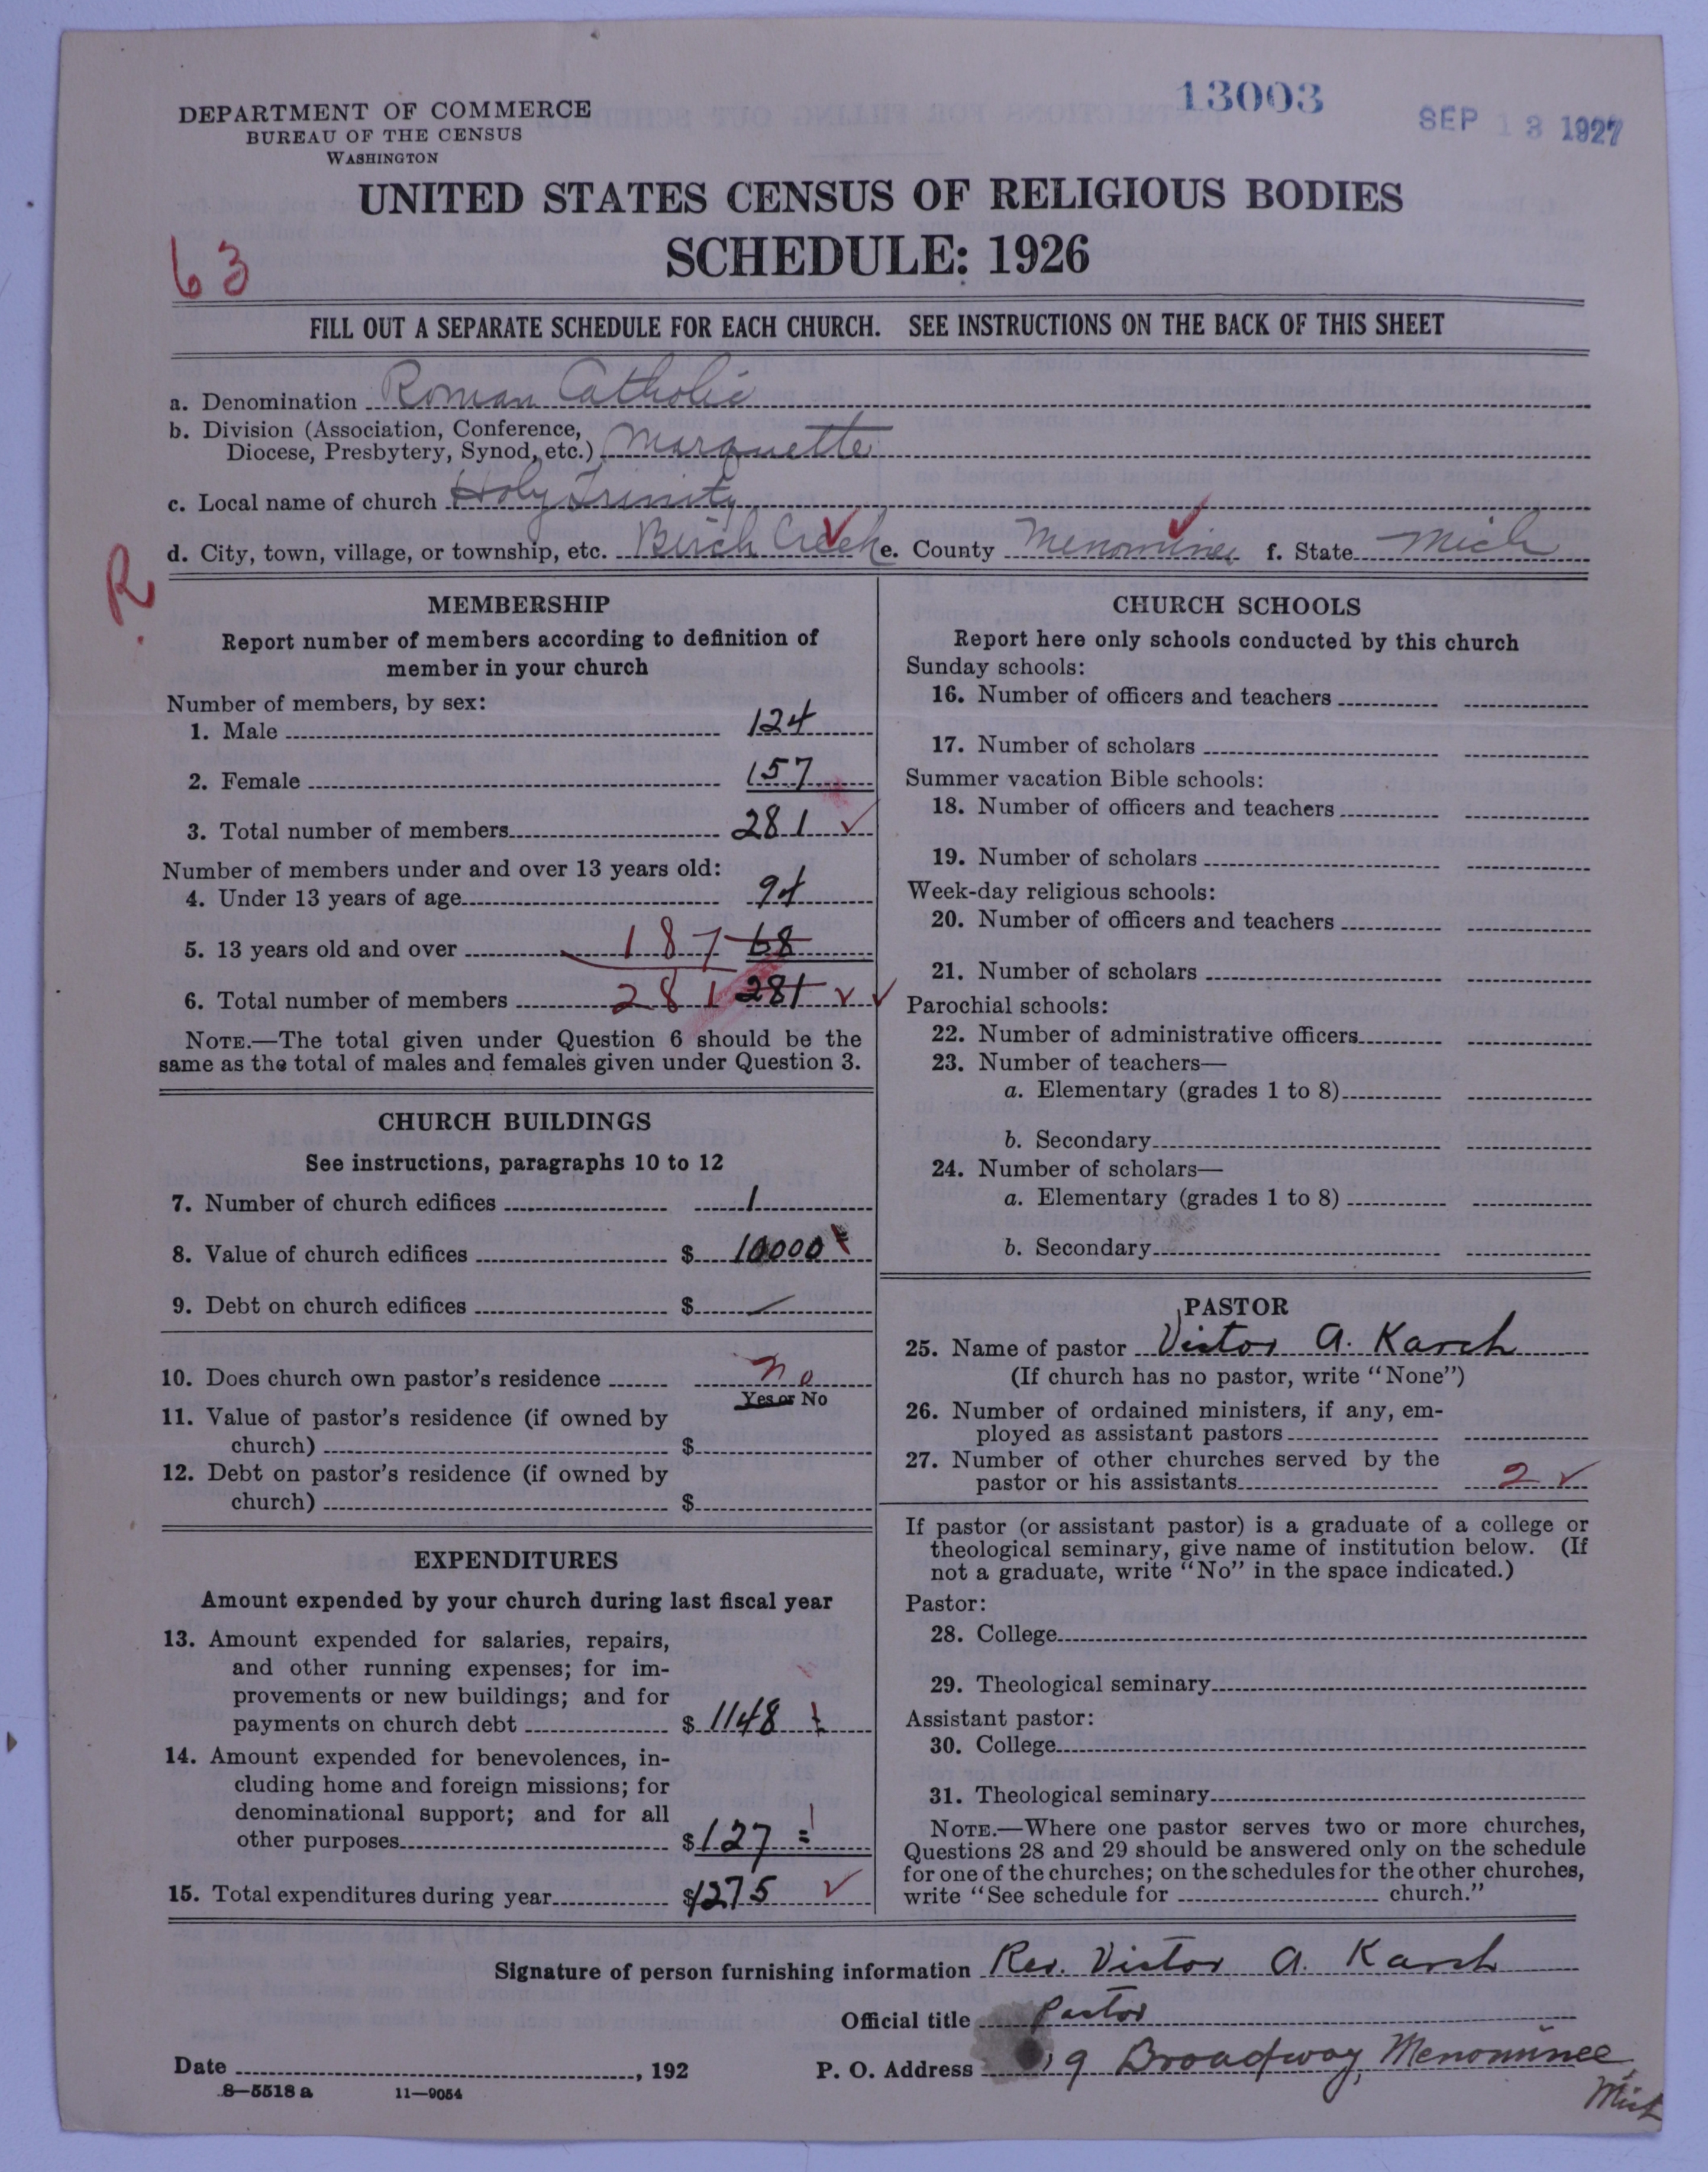 13003
SEP 13 1927
DEPARTMENT OF COMMERCE
BUREAU OF THE CENSUS
WASHINGTON
UNITED STATES CENSUS OF RELIGIOUS BODIES
SCHEDULE: 1926
63
FILL OUT A SEPARATE SCHEDULE FOR EACH CHURCH. SEE INSTRUCTIONS ON THE BACK OF THIS SHEET
a. Denomination Roman Catholic
b. Division (Association, Conference,
Diocese, Presbytery, Synod, etc.) Marquette
c. Local name of church Holy Trinity
d. City, town, village, or township, etc. Birch Creek e. County Menominee f. State Mich
R
MEMBERSHIP
Report number of members according to definition of
member in your church
Number of members, by sex:
1. Male 124
2. Female 157
3. Total number of members 281 ✓
Number of members under and over 13 years old:
4. Under 13 years of age 94
5. 13 years old and over 187 68
6. Total number of members 281 281 ✓ ✓
NOTE.—The total given under Question 6 should be the
same as the total of males and females given under Question 3.
CHURCH BUILDINGS
See instructions, paragraphs 10 to 12
7. Number of church edifices 1
8. Value of church edifices $ 10000
9. Debt on church edifices $ —
10. Does church own pastor's residence no
Yes or No
11. Value of pastor's residence (if owned by
church) $
12. Debt on pastor's residence (if owned by
church) $
EXPENDITURES
Amount expended by your church during last fiscal year
13. Amount expended for salaries, repairs,
and other running expenses; for im-
provements or new buildings; and for
payments on church debt $ 1148
14. Amount expended for benevolences, in-
cluding home and foreign missions; for
denominational support; and for all
other purposes $ 127
15. Total expenditures during year $ 1275 ✓
CHURCH SCHOOLS
Report here only schools conducted by this church
Sunday schools:
16. Number of officers and teachers
17. Number of scholars
Summer vacation Bible schools:
18. Number of officers and teachers
19. Number of scholars
Week-day religious schools:
20. Number of officers and teachers
21. Number of scholars
Parochial schools:
22. Number of administrative officers
23. Number of teachers—
a. Elementary (grades 1 to 8)
b. Secondary
24. Number of scholars—
a. Elementary (grades 1 to 8)
b. Secondary
PASTOR
25. Name of pastor Victor A. Karch
(If church has no pastor, write "None")
26. Number of ordained ministers, if any, em-
ployed as assistant pastors
27. Number of other churches served by the
pastor or his assistants 2 ✓
If pastor (or assistant pastor) is a graduate of a college or
theological seminary, give name of institution below. (If
not a graduate, write "No" in the space indicated.)
Pastor:
28. College
29. Theological seminary
Assistant pastor:
30. College
31. Theological seminary
NOTE.—Where one pastor serves two or more churches,
Questions 28 and 29 should be answered only on the schedule
for one of the churches; on the schedules for the other churches,
write "See schedule for church."
Signature of person furnishing information Rev. Victor A. Karch
Official title Pastor
Date , 192 P. O. Address 9 Broadway, Menominee,
Mich
8—5518 a 11—9054